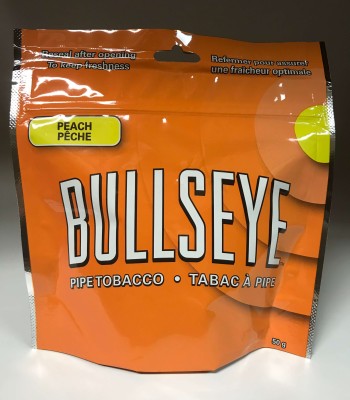 Reseal after opening
To keep freshness
Refermer pour assurer
une fraîcheur optimale
PEACH
PÊCHE
BULLSEYE
PIPE TOBACCO • TABAC À PIPE
50 g